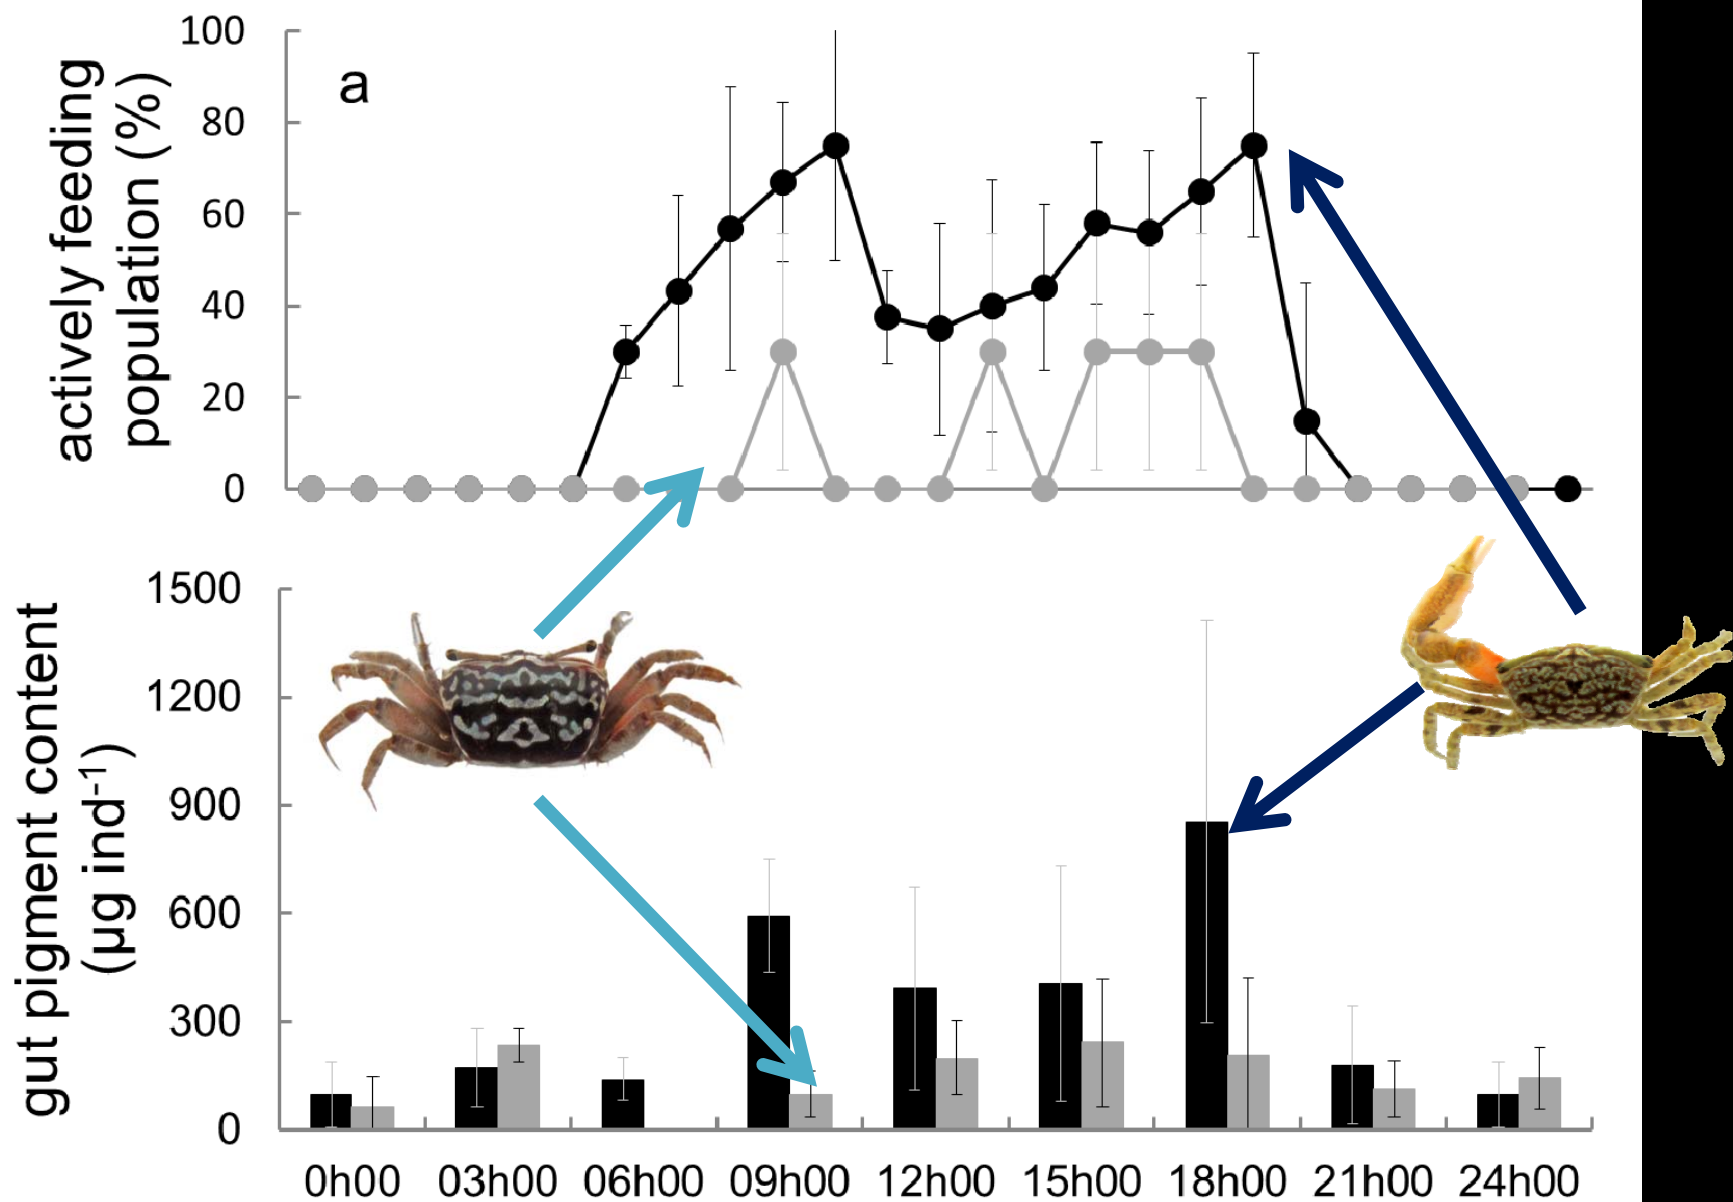 actively feeding
population (%)
100
80
60
40
20
0
a
gut pigment content
(µg ind⁻¹)
1500
1200
900
600
300
0
0h00 03h00 06h00 09h00 12h00 15h00 18h00 21h00 24h00